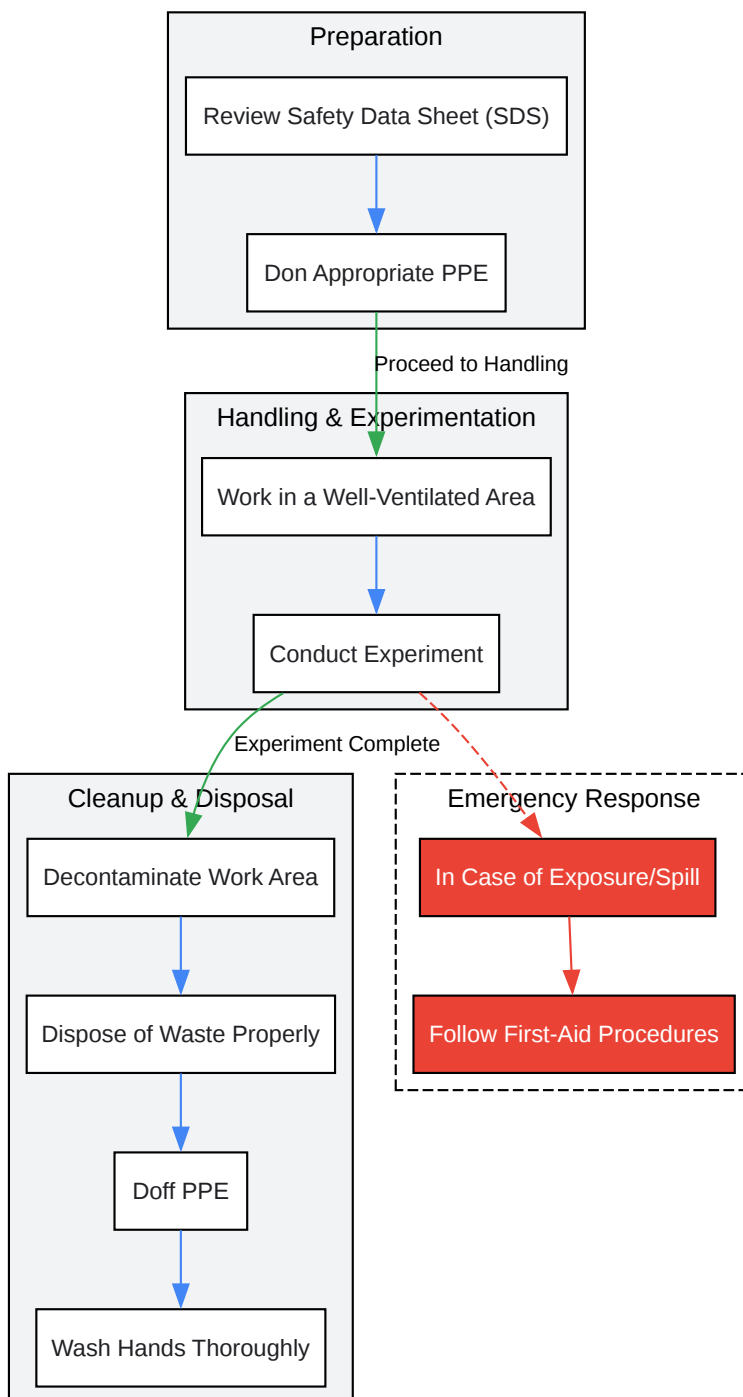 Preparation
Review Safety Data Sheet (SDS)
Don Appropriate PPE
Proceed to Handling
Handling & Experimentation
Work in a Well-Ventilated Area
Conduct Experiment
Experiment Complete
Cleanup & Disposal
Decontaminate Work Area
Dispose of Waste Properly
Doff PPE
Wash Hands Thoroughly
Emergency Response
In Case of Exposure/Spill
Follow First-Aid Procedures